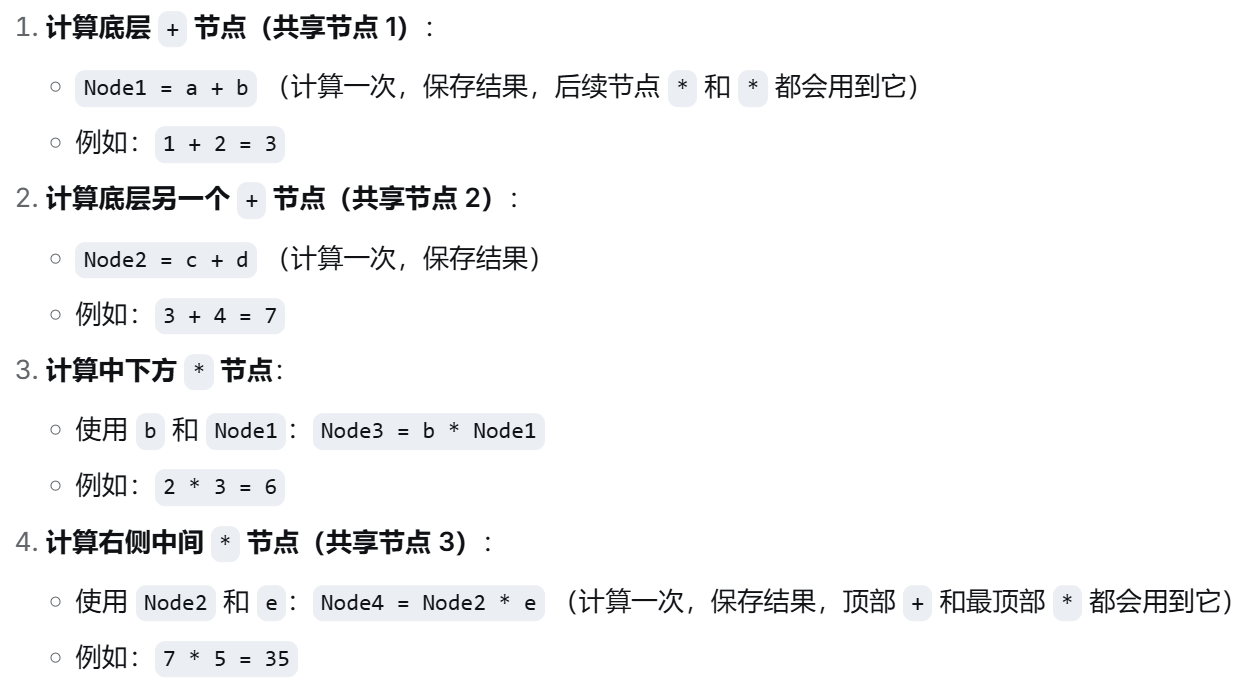 1. 计算底层 + 节点（共享节点 1）：
○ Node1 = a + b （计算一次，保存结果，后续节点 * 和 * 都会用到它）
○ 例如： 1 + 2 = 3
2. 计算底层另一个 + 节点（共享节点 2）：
○ Node2 = c + d （计算一次，保存结果）
○ 例如： 3 + 4 = 7
3. 计算中下方 * 节点：
○ 使用 b 和 Node1： Node3 = b * Node1
○ 例如： 2 * 3 = 6
4. 计算右侧中间 * 节点（共享节点 3）：
○ 使用 Node2 和 e： Node4 = Node2 * e （计算一次，保存结果，顶部 + 和最顶部 * 都会用到它）
○ 例如： 7 * 5 = 35